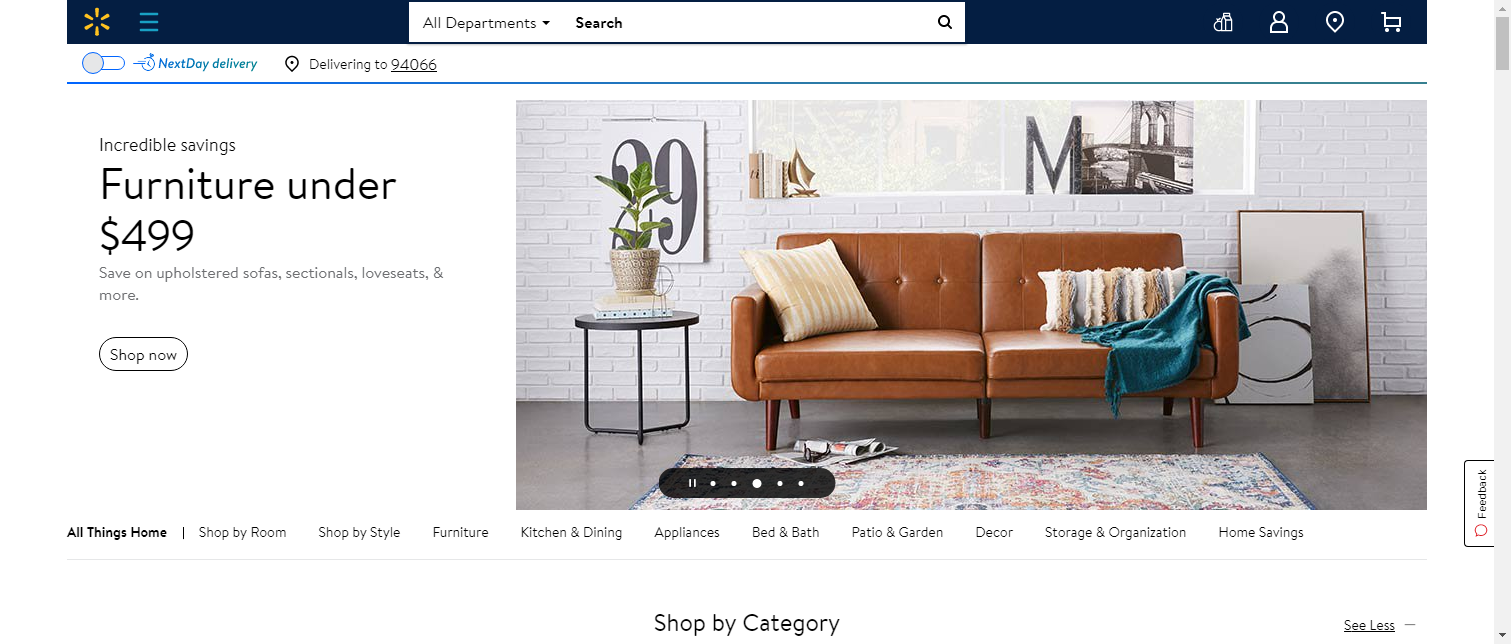 All Departments
Search
NextDay delivery
Delivering to 94066
Incredible savings
Furniture under
$499
Save on upholstered sofas, sectionals, loveseats, &
more.
Shop now
29
M
Feedback
All Things Home | Shop by Room Shop by Style Furniture Kitchen & Dining Appliances Bed & Bath Patio & Garden Decor Storage & Organization Home Savings
Shop by Category
See Less